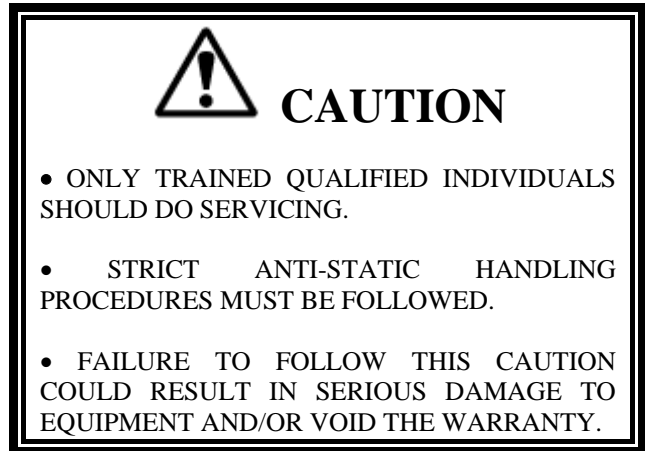 CAUTION
• ONLY TRAINED QUALIFIED INDIVIDUALS
SHOULD DO SERVICING.
• STRICT ANTI-STATIC HANDLING
PROCEDURES MUST BE FOLLOWED.
• FAILURE TO FOLLOW THIS CAUTION
COULD RESULT IN SERIOUS DAMAGE TO
EQUIPMENT AND/OR VOID THE WARRANTY.